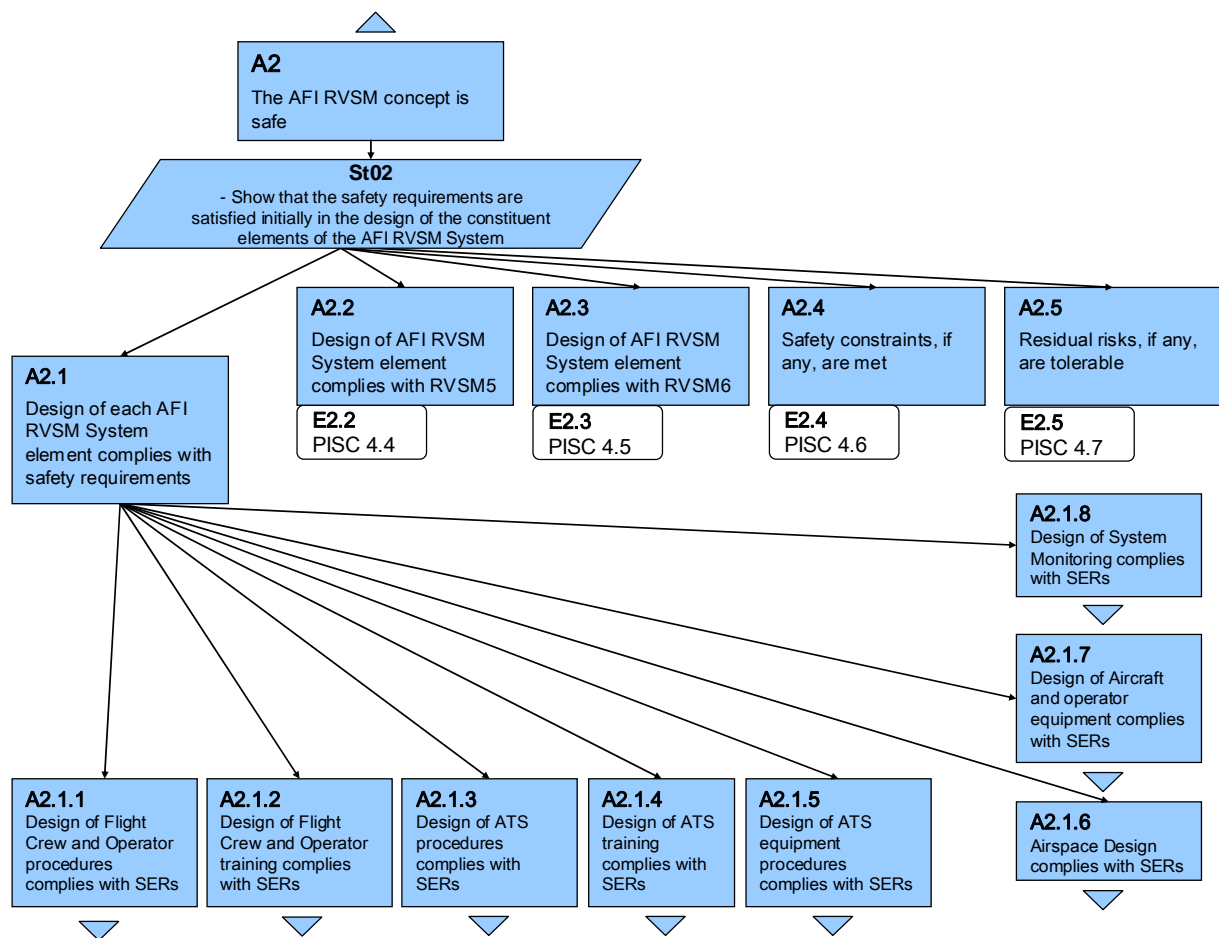 A2
The AFI RVSM concept is
safe
St02
- Show that the safety requirements are
satisfied initially in the design of the constituent
elements of the AFI RVSM System
A2.2
Design of AFI RVSM
System element
complies with RVSM5
E2.2
PISC 4.4
A2.3
Design of AFI RVSM
System element
complies with RVSM6
E2.3
PISC 4.5
A2.4
Safety constraints, if
any, are met
E2.4
PISC 4.6
A2.5
Residual risks, if any,
are tolerable
E2.5
PISC 4.7
A2.1
Design of each AFI
RVSM System
element complies with
safety requirements
A2.1.8
Design of System
Monitoring complies
with SERs
A2.1.7
Design of Aircraft
and operator
equipment complies
with SERs
A2.1.1
Design of Flight
Crew and Operator
procedures
complies with SERs
A2.1.2
Design of Flight
Crew and Operator
training complies
with SERs
A2.1.3
Design of ATS
procedures
complies with
SERs
A2.1.4
Design of ATS
training
complies with
SERs
A2.1.5
Design of ATS
equipment
procedures
complies with SERs
A2.1.6
Airspace Design
complies with SERs